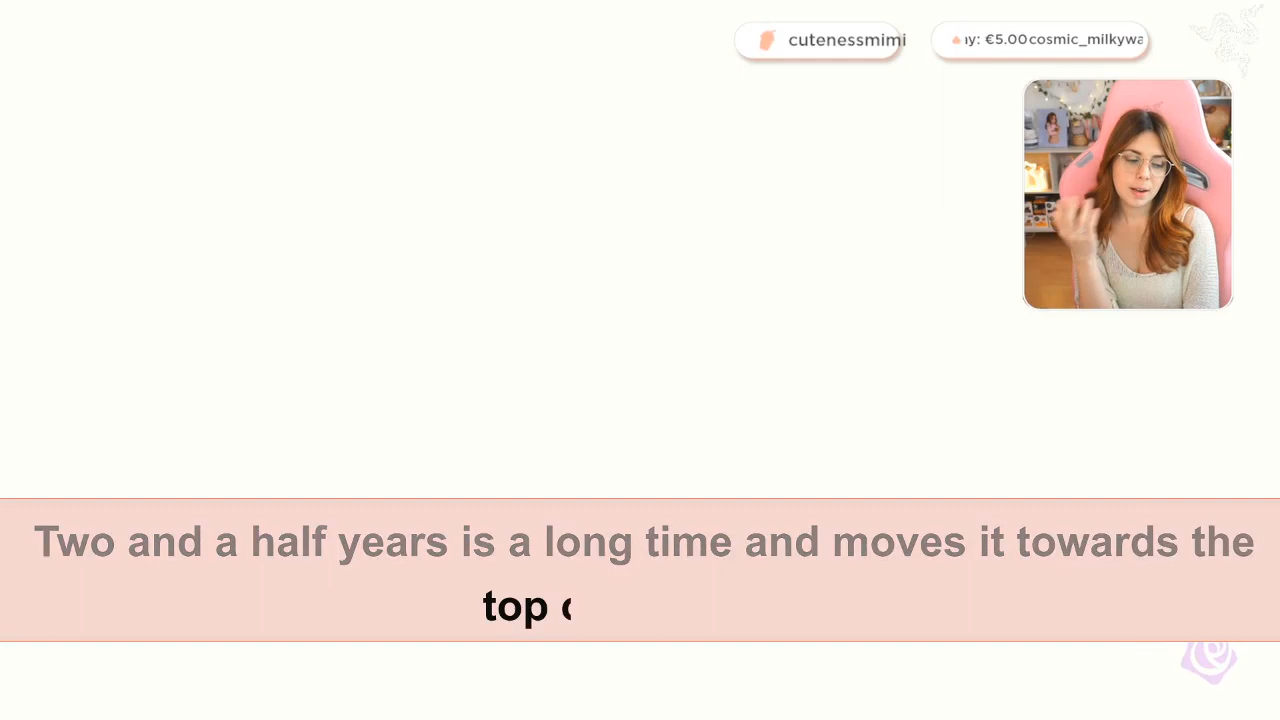 cutenessmimi
y: €5.00cosmic_milkywa
Two and a half years is a long time and moves it towards the
top